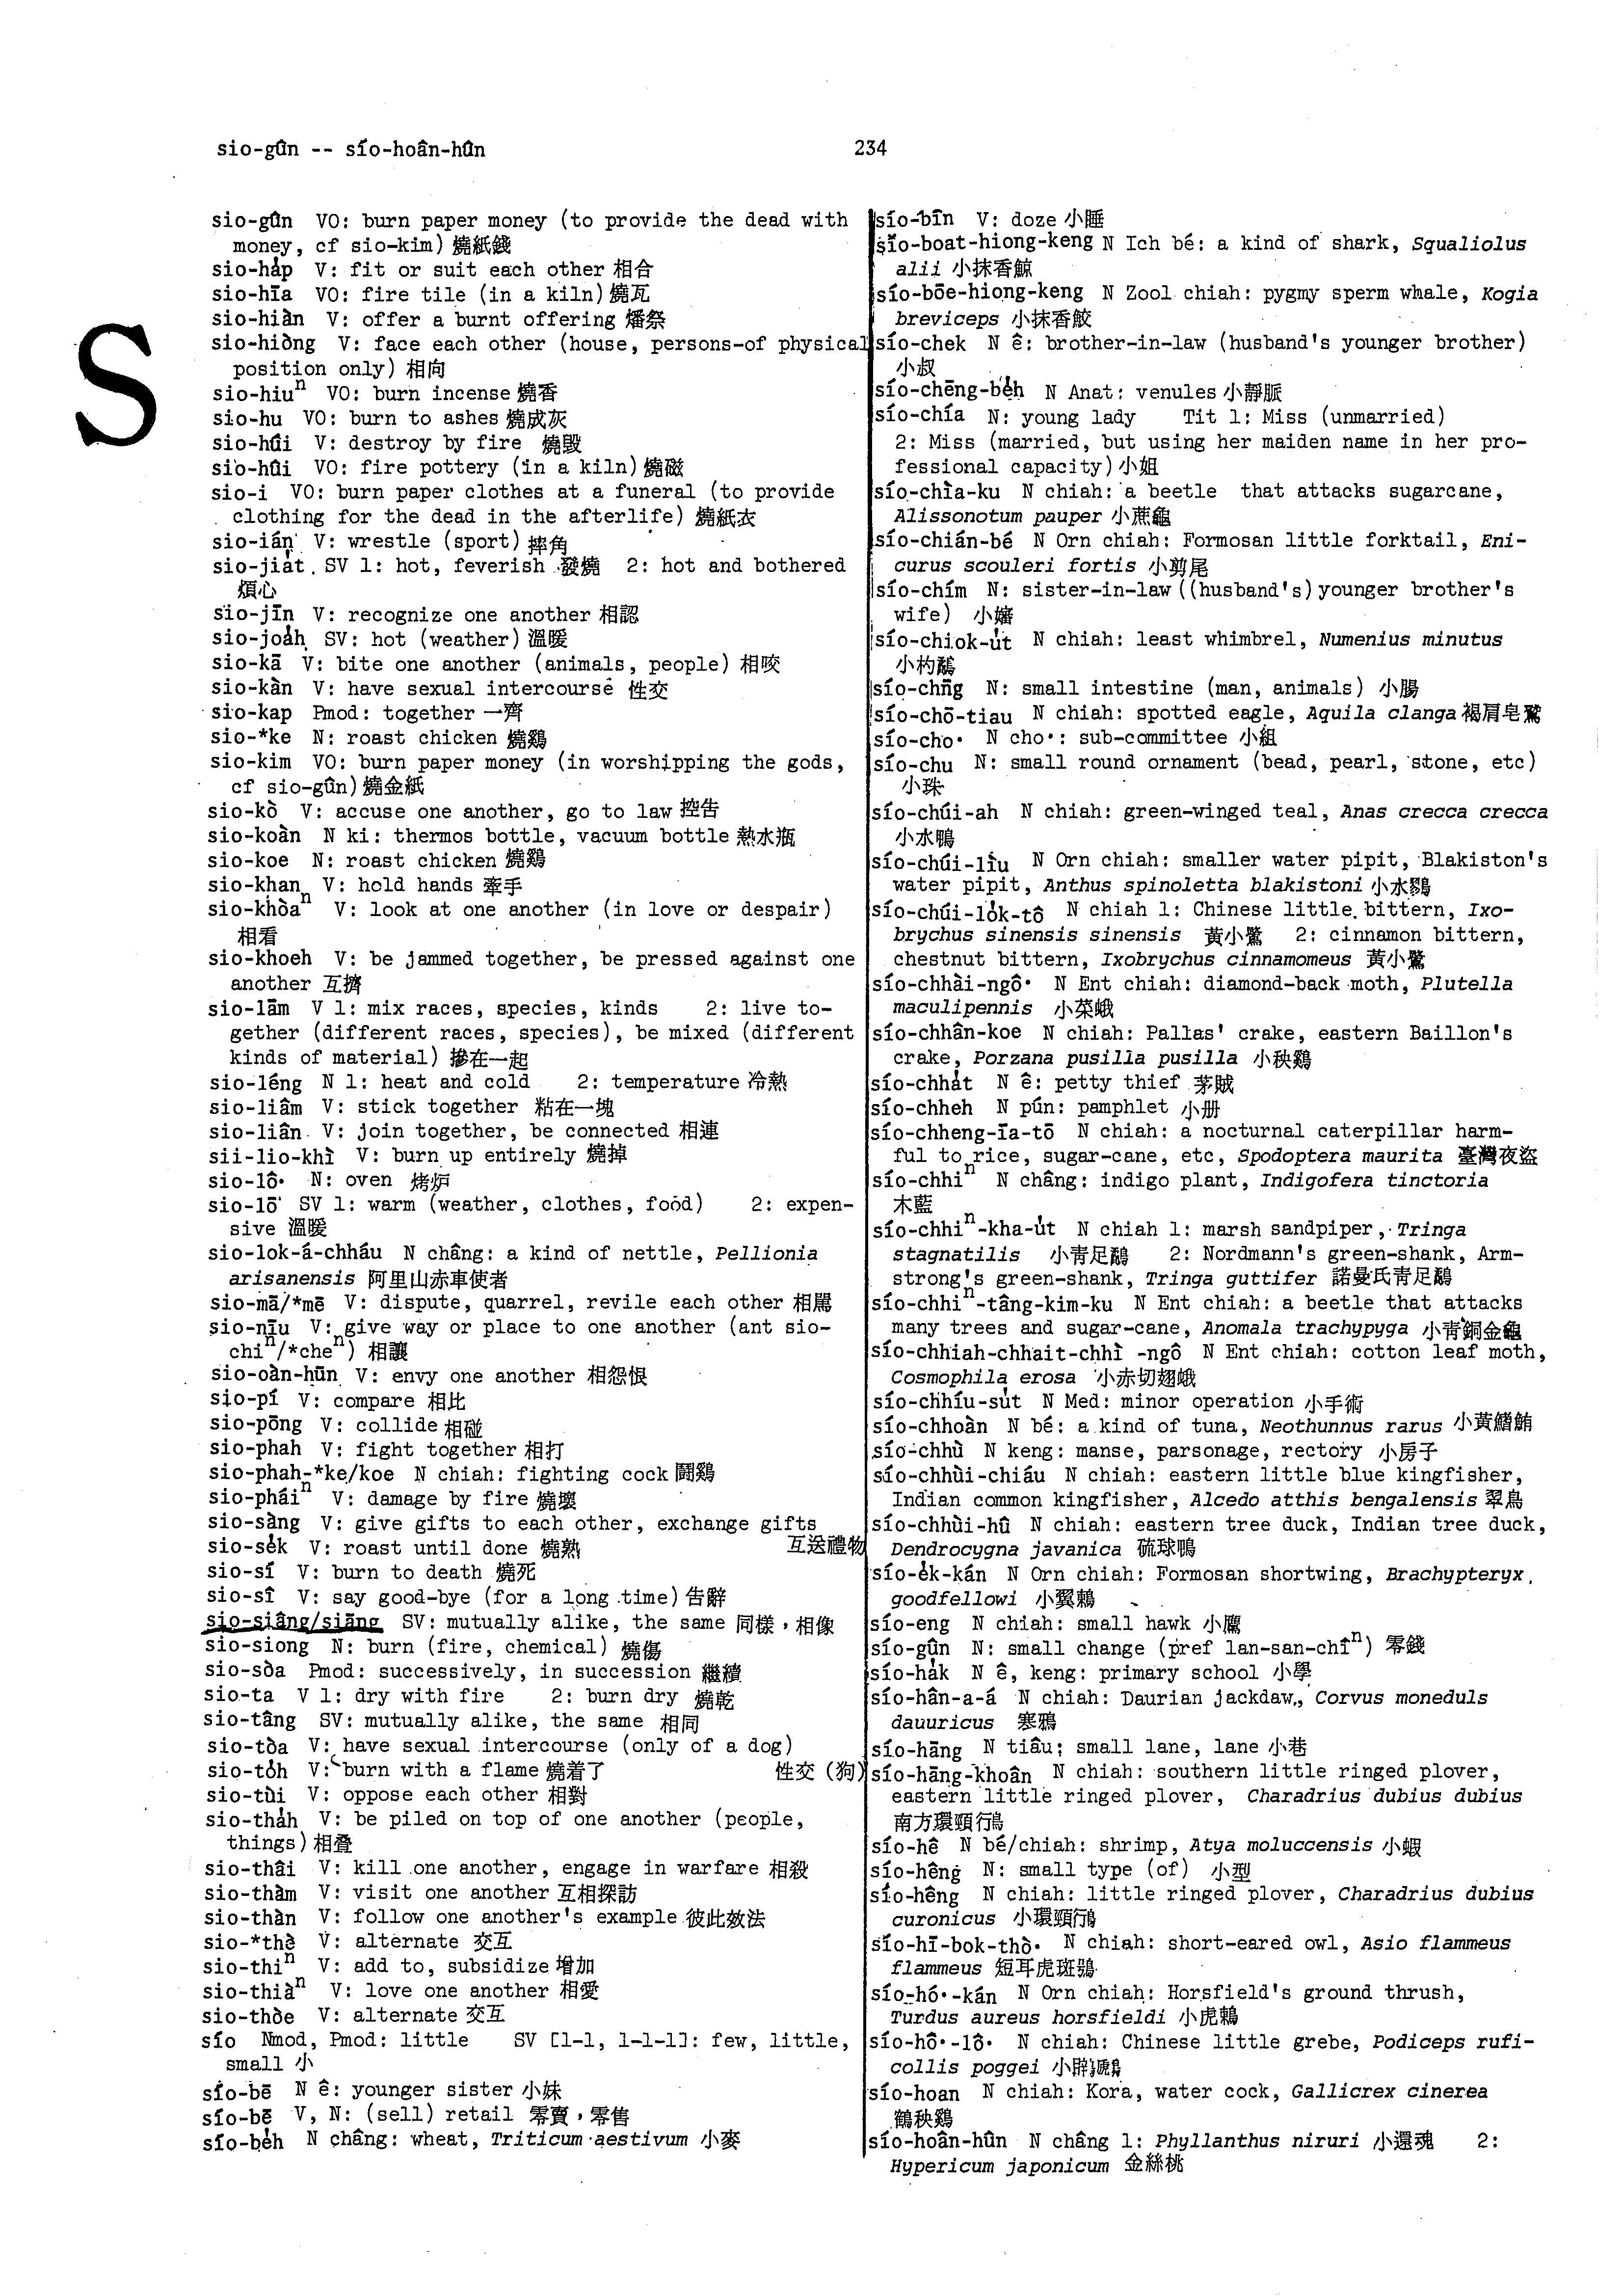 sio-gûn -- sío-hoân-hûn
234
S
sio-gûn VO: burn paper money (to provide the dead with
money, cf sio-kim) 燒紙錢
sio-ha̍p V: fit or suit each other 相合
sio-hīa VO: fire tile (in a kiln) 燒瓦
sio-hiàn V: offer a burnt offering 燔祭
sio-hiòng V: face each other (house, persons-of physical
position only) 相向
sio-hiuⁿ VO: burn incense 燒香
sio-hu VO: burn to ashes 燒成灰
sio-húi V: destroy by fire 燒毀
sio-hûi VO: fire pottery (in a kiln) 燒磁
sio-i VO: burn paper clothes at a funeral (to provide
clothing for the dead in the afterlife) 燒紙衣
sio-ián V: wrestle (sport) 摔角
sio-jia̍t SV 1: hot, feverish 發燒 2: hot and bothered
煩心
sio-jīn V: recognize one another 相認
sio-joa̍h SV: hot (weather) 溫暖
sio-kā V: bite one another (animals, people) 相咬
sio-kàn V: have sexual intercourse 性交
sio-kap Pmod: together 一齊
sio-*ke N: roast chicken 燒鷄
sio-kim VO: burn paper money (in worshipping the gods,
cf sio-gûn) 燒金紙
sio-kò V: accuse one another, go to law 控告
sio-koàn N ki: thermos bottle, vacuum bottle 熱水瓶
sio-koe N: roast chicken 燒鷄
sio-khan V: hold hands 牽手
sio-khòaⁿ V: look at one another (in love or despair)
相看
sio-khoeh V: be jammed together, be pressed against one
another 互擠
sio-lām V 1: mix races, species, kinds 2: live to-
gether (different races, species), be mixed (different
kinds of material) 摻在一起
sio-léng N 1: heat and cold 2: temperature 冷熱
sio-liâm V: stick together 粘在一塊
sio-liân V: join together, be connected 相連
sii-lio-khì V: burn up entirely 燒掉
sio-lô· N: oven 烤炉
sio-lō SV 1: warm (weather, clothes, food) 2: expen-
sive 溫暖
sio-lok-á-chháu N châng: a kind of nettle, Pellionia
arisanensis 阿里山赤車使者
sio-mā/*mē V: dispute, quarrel, revile each other 相罵
sio-nīu V: give way or place to one another (ant sio-
chiⁿ/*cheⁿ) 相讓
sio-oàn-hūn V: envy one another 相怨恨
sio-pí V: compare 相比
sio-pōng V: collide 相碰
sio-phah V: fight together 相打
sio-phah-*ke/koe N chiah: fighting cock 鬪鷄
sio-pháiⁿ V: damage by fire 燒壞
sio-sàng V: give gifts to each other, exchange gifts
互送禮物
sio-se̍k V: roast until done 燒熟
sio-sí V: burn to death 燒死
sio-sî V: say good-bye (for a long time) 告辭
sio-siâng/siāng SV: mutually alike, the same 同樣，相像
sio-siong N: burn (fire, chemical) 燒傷
sio-sòa Pmod: successively, in succession 繼續
sio-ta V 1: dry with fire 2: burn dry 燒乾
sio-tâng SV: mutually alike, the same 相同
sio-tòa V: have sexual intercourse (only of a dog)
性交 (狗)
sio-to̍h V: burn with a flame 燒着了
sio-tùi V: oppose each other 相對
sio-tha̍h V: be piled on top of one another (people,
things) 相叠
sio-thâi V: kill one another, engage in warfare 相殺
sio-thàm V: visit one another 互相探訪
sio-thàn V: follow one another's example 彼此效法
sio-*thè V: alternate 交互
sio-thiⁿ V: add to, subsidize 增加
sio-thiàⁿ V: love one another 相愛
sio-thòe V: alternate 交互
sío Nmod, Pmod: little SV [1-1, 1-1-1]: few, little,
small 小
sío-bē N ê: younger sister 小妹
sío-bē V, N: (sell) retail 零賣，零售
sío-be̍h N châng: wheat, Triticum aestivum 小麥
sío-bīn V: doze 小睡
sío-boat-hiong-keng N Ich bé: a kind of shark, Squaliolus
alii 小抹香鯨
sío-bōe-hiong-keng N Zool chiah: pygmy sperm whale, Kogia
breviceps 小抹香鮫
sío-chek N ê: brother-in-law (husband's younger brother)
小叔
sío-chēng-be̍h N Anat: venules 小靜脈
sío-chía N: young lady Tit 1: Miss (unmarried)
2: Miss (married, but using her maiden name in her pro-
fessional capacity) 小姐
sío-chìa-ku N chiah: a beetle that attacks sugarcane,
Alissonotum pauper 小蔗龜
sío-chián-bé N Orn chiah: Formosan little forktail, Eni-
curus scouleri fortis 小剪尾
sío-chím N: sister-in-law ((husband's) younger brother's
wife) 小嬸
sío-chiok-u̍t N chiah: least whimbrel, Numenius minutus
小杓鷸
sío-chn̂g N: small intestine (man, animals) 小腸
sío-chō-tiau N chiah: spotted eagle, Aquila clanga 褐肩皂鵰
sío-cho· N cho·: sub-committee 小組
sío-chu N: small round ornament (bead, pearl, stone, etc)
小珠
sío-chúi-ah N chiah: green-winged teal, Anas crecca crecca
小水鴨
sío-chúi-līu N Orn chiah: smaller water pipit, Blakiston's
water pipit, Anthus spinoletta blakistoni 小水鷚
sío-chúi-lo̍k-tô N chiah 1: Chinese little bittern, Ixo-
brychus sinensis sinensis 黃小鷺 2: cinnamon bittern,
chestnut bittern, Ixobrychus cinnamomeus 黃小鷺
sío-chhài-ngô· N Ent chiah: diamond-back moth, Plutella
maculipennis 小菜蛾
sío-chhân-koe N chiah: Pallas' crake, eastern Baillon's
crake, Porzana pusilla pusilla 小秧鷄
sío-chha̍t N ê: petty thief 茅賊
sío-chheh N pún: pamphlet 小册
sío-chheng-īa-tō N chiah: a nocturnal caterpillar harm-
ful to rice, sugar-cane, etc, Spodoptera maurita 臺灣夜盜
sío-chhiⁿ N châng: indigo plant, Indigofera tinctoria
木藍
sío-chhiⁿ-kha-u̍t N chiah 1: marsh sandpiper, Tringa
stagnatilis 小靑足鷸 2: Nordmann's green-shank, Arm-
strong's green-shank, Tringa guttifer 諾曼氏靑足鷸
sío-chhiⁿ-tâng-kim-ku N Ent chiah: a beetle that attacks
many trees and sugar-cane, Anomala trachypyga 小靑銅金龜
sío-chhiah-chhait-chhì -ngô N Ent chiah: cotton leaf moth,
Cosmophila erosa 小赤切翅蛾
sío-chhíu-su̍t N Med: minor operation 小手術
sío-chhoàn N bé: a kind of tuna, Neothunnus rarus 小黃鰭鮪
sío-chhù N keng: manse, parsonage, rectory 小房子
sío-chhùi-chiáu N chiah: eastern little blue kingfisher,
Indian common kingfisher, Alcedo atthis bengalensis 翠鳥
sío-chhùi-hû N chiah: eastern tree duck, Indian tree duck,
Dendrocygna javanica 硫球鴨
sío-e̍k-kán N Orn chiah: Formosan shortwing, Brachypteryx
goodfellowi 小翼鶇
sío-eng N chiah: small hawk 小鷹
sío-gûn N: small change (pref lan-san-chîⁿ) 零錢
sío-ha̍k N ê, keng: primary school 小學
sío-hân-a-á N chiah: Daurian jackdaw, Corvus moneduls
dauuricus 寒鴉
sío-hāng N tiâu: small lane, lane 小巷
sío-hāng-khoân N chiah: southern little ringed plover,
eastern little ringed plover, Charadrius dubius dubius
南方環頸行鳥
sío-hê N bé/chiah: shrimp, Atya moluccensis 小蝦
sío-hêng N: small type (of) 小型
sío-hêng N chiah: little ringed plover, Charadrius dubius
curonicus 小環頸行鳥
sío-hī-bok-thò· N chiah: short-eared owl, Asio flammeus
flammeus 短耳虎斑鴞
sío-hó·-kán N Orn chiah: Horsfield's ground thrush,
Turdus aureus horsfieldi 小虎鶇
sío-hô·-lô· N chiah: Chinese little grebe, Podiceps rufi-
collis poggei 小
sío-hoan N chiah: Kora, water cock, Gallicrex cinerea
鶴秧鷄
sío-hoân-hûn N châng 1: Phyllanthus niruri 小還魂 2:
Hypericum japonicum 金絲桃